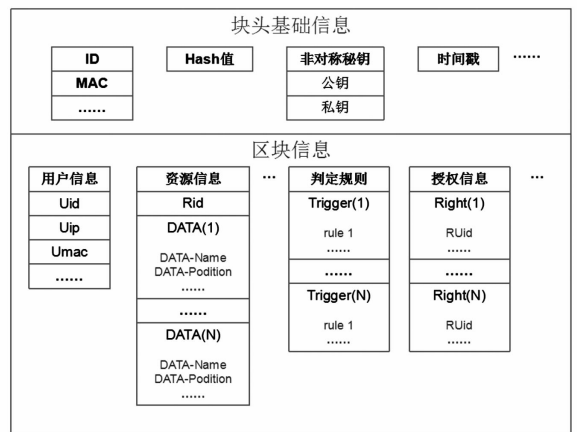 块头基础信息
ID
MAC
……
Hash值
非对称秘钥
公钥
私钥
时间戳
……
区块信息
用户信息
Uid
Uip
Umac
……
资源信息
Rid
DATA(1)
DATA-Name
DATA-Podition
……
……
DATA(N)
DATA-Name
DATA-Podition
……
…
判定规则
Trigger(1)
rule 1
……
……
Trigger(N)
rule 1
……
授权信息
Right(1)
RUid
……
……
Right(N)
RUid
……
…